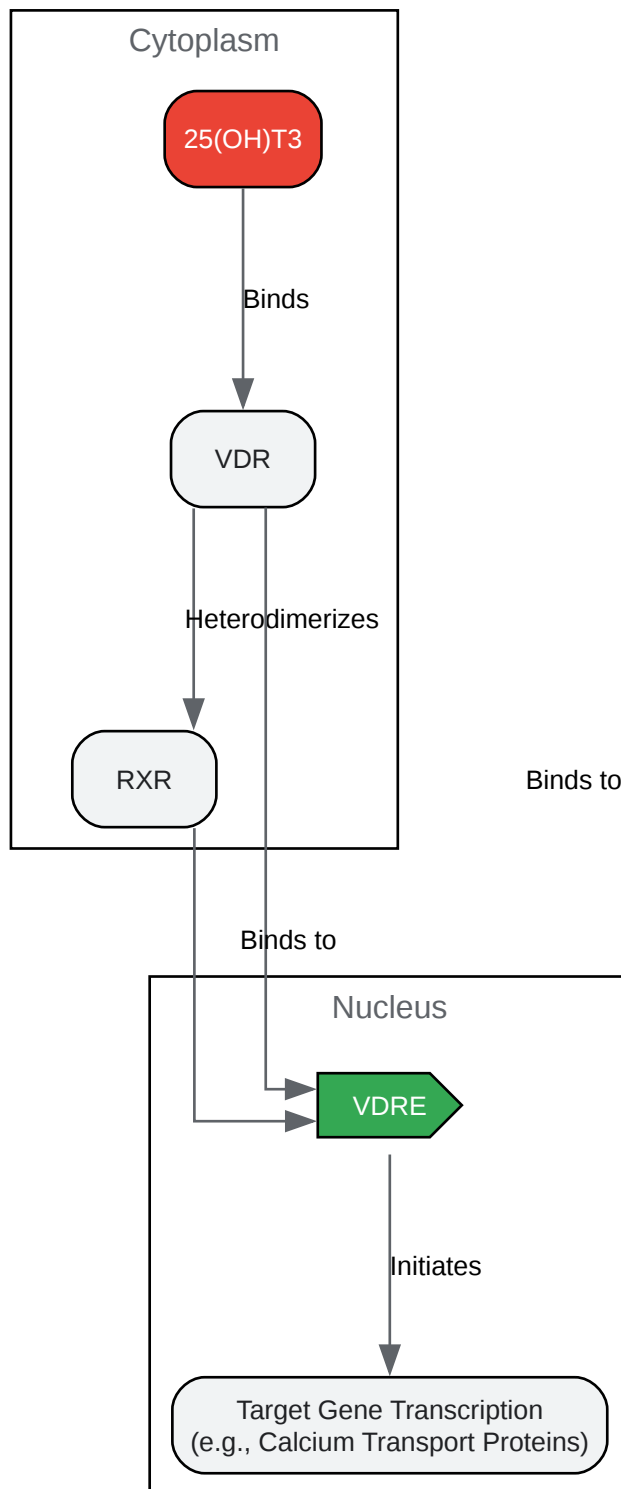 Cytoplasm
25(OH)T3
Binds
VDR
Heterodimerizes
RXR
Binds to
Binds to
Nucleus
VDRE
Initiates
Target Gene Transcription
(e.g., Calcium Transport Proteins)